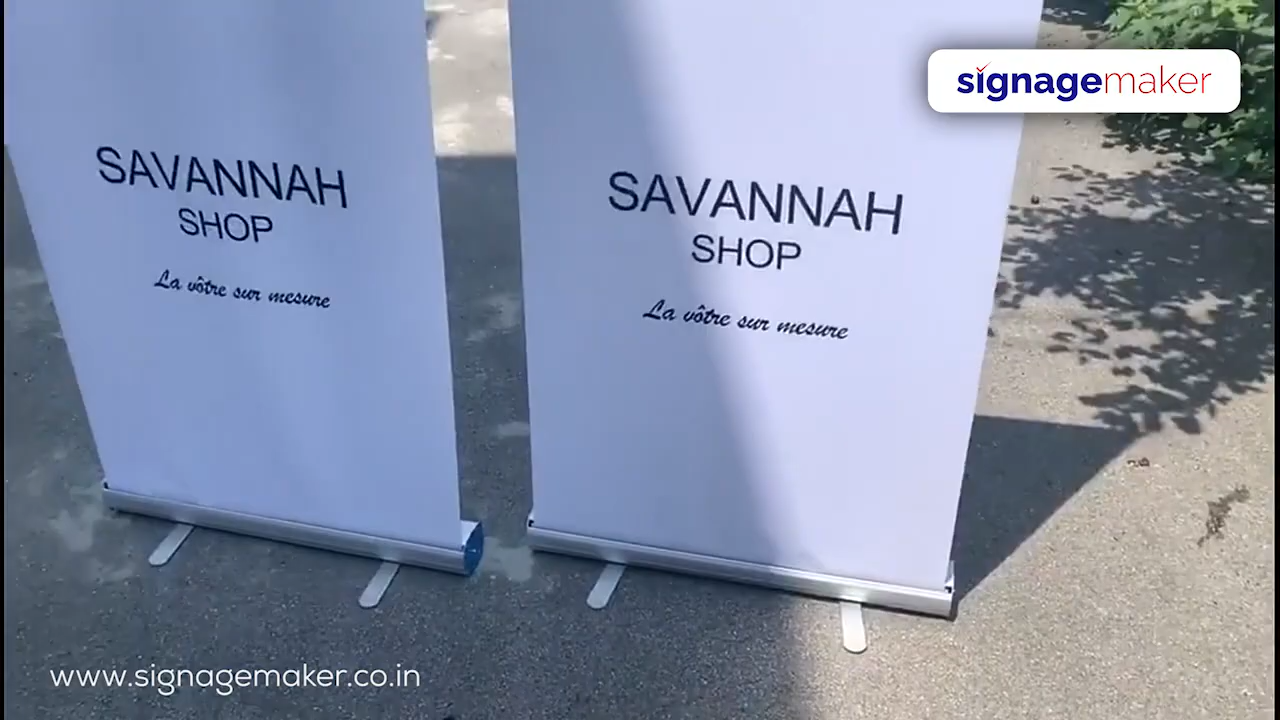 signagemaker
SAVANNAH
SHOP
La vôtre sur mesure
SAVANNAH
SHOP
La vôtre sur mesure
www.signagemaker.co.in